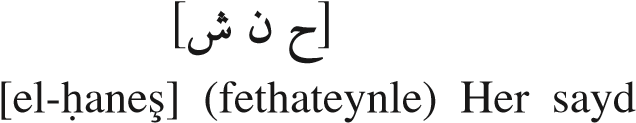 [ح ن ش]
[el-ḥaneş] (fethateynle) Her sayd